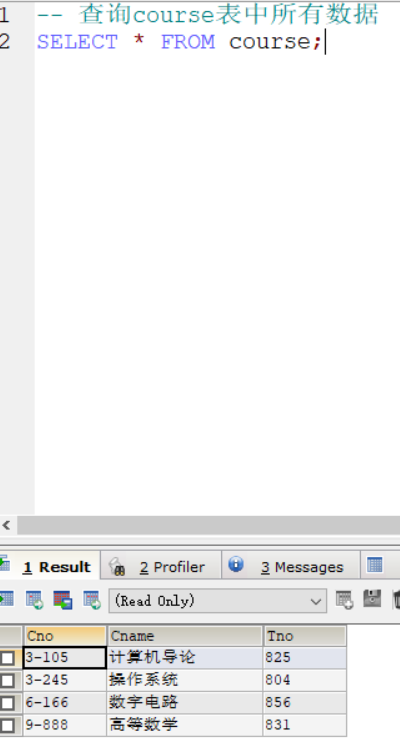 1 -- 查询course表中所有数据
2 SELECT * FROM course;
1 Result 2 Profiler 3 Messages
(Read Only)
Cno Cname Tno
3-105 计算机导论 825
3-245 操作系统 804
6-166 数字电路 856
9-888 高等数学 831